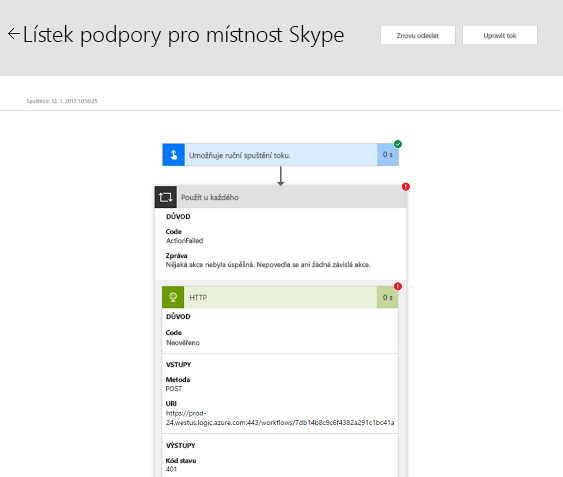 Lístek podpory pro místnost Skype
Znovu odeslat
Upravit tok
Spuštěno: 12. 1. 2017 10:50:25
Umožňuje ruční spuštění toku.
0 s
Použít u každého
DŮVOD
Code
ActionFailed
Zpráva
Nějaká akce nebyla úspěšná. Nepovedla se ani žádná závislá akce.
HTTP
0 s
DŮVOD
Code
Neověřeno
VSTUPY
Metoda
POST
URI
https://prod-
24.westus.logic.azure.com:443/workflows/7db14b8c9c6f4382a291c1bc41a
VÝSTUPY
Kód stavu
401